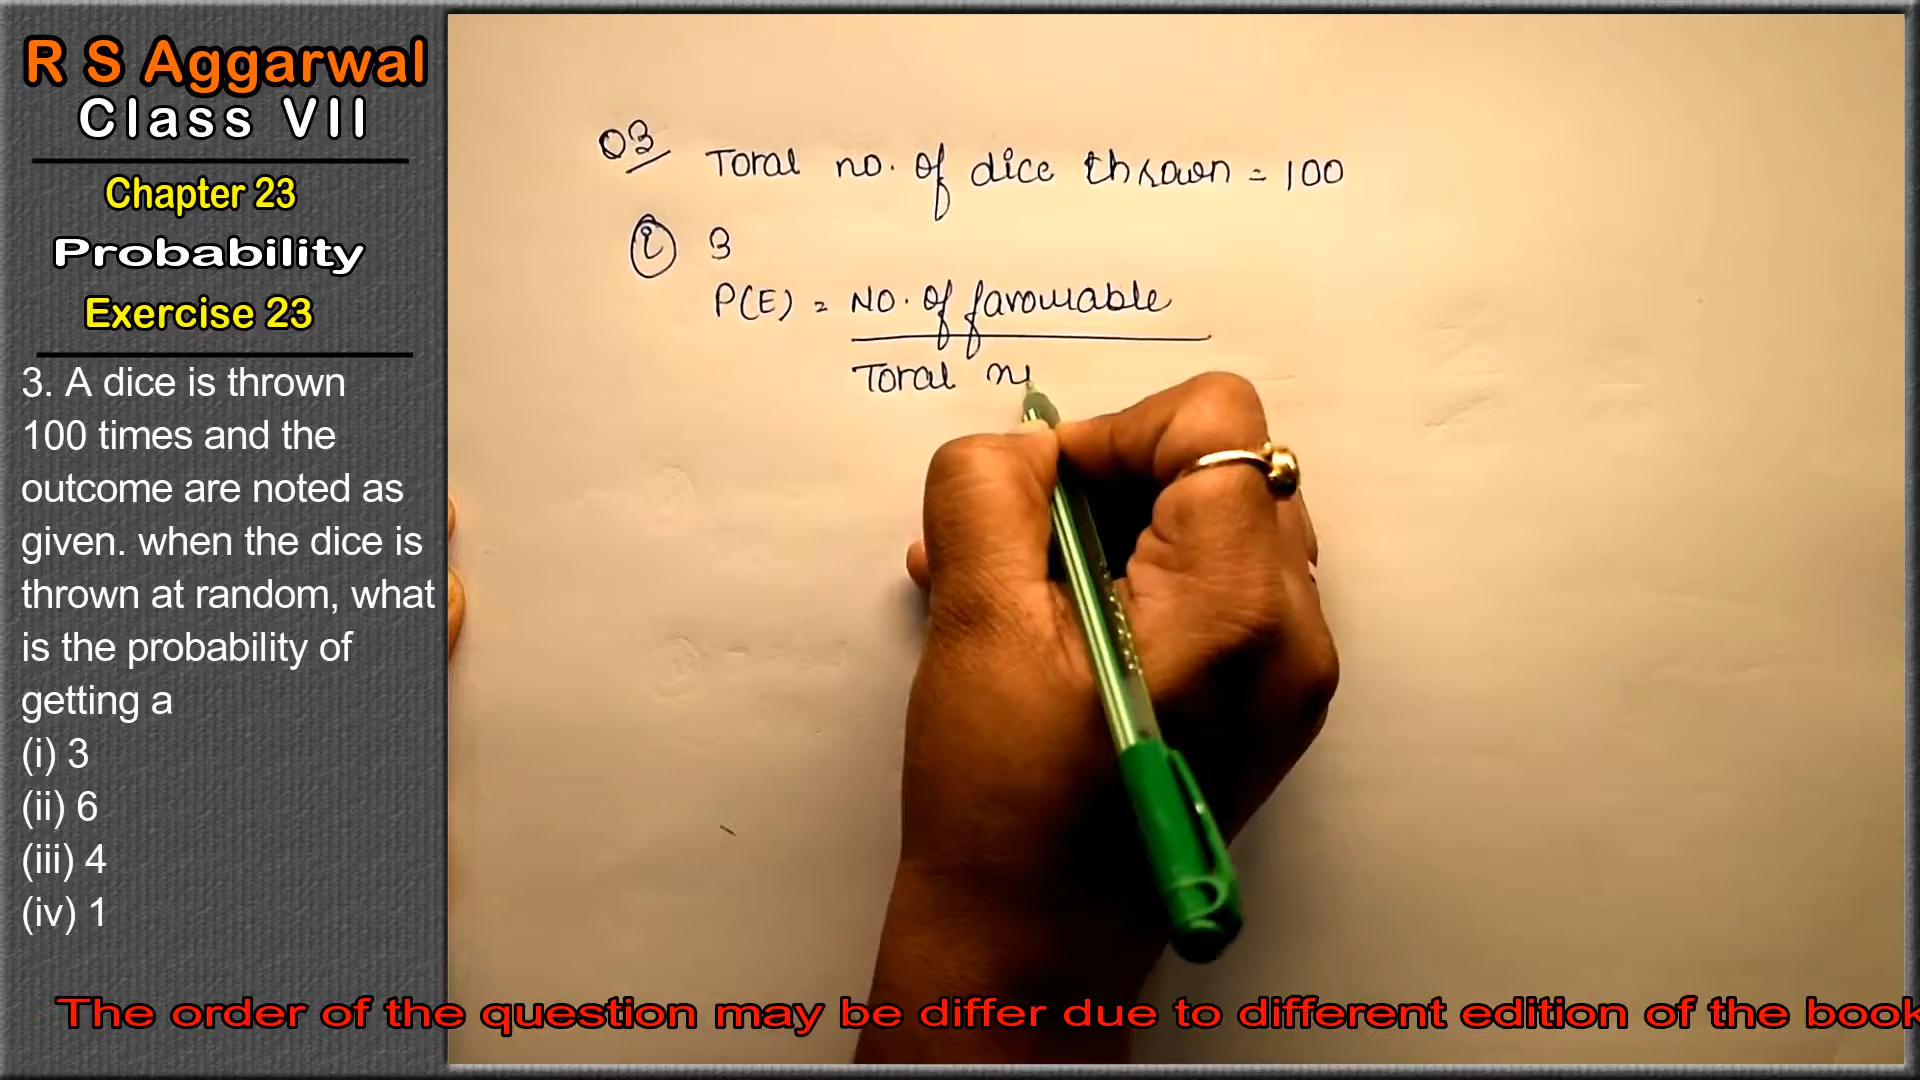 R S Aggarwal
Class VII
Chapter 23
Probability
Exercise 23
3. A dice is thrown
100 times and the
outcome are noted as
given. when the dice is
thrown at random, what
is the probability of
getting a
(i) 3
(ii) 6
(iii) 4
(iv) 1
Q3 Total no. of dice thrown = 100
(i) 3
P(E) = No. of favourable
Total n
The order of the question may be differ due to different edition of the book